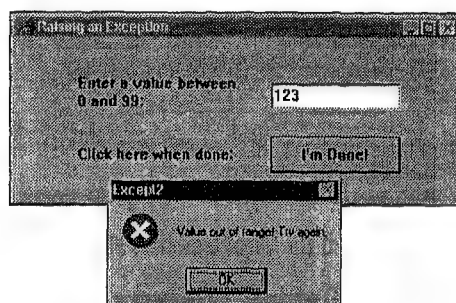 Raising an Exception
Enter a value between
0 and 99:
123
Click here when done:
I'm Done!
Except2
Value out of range! Try again.
OK